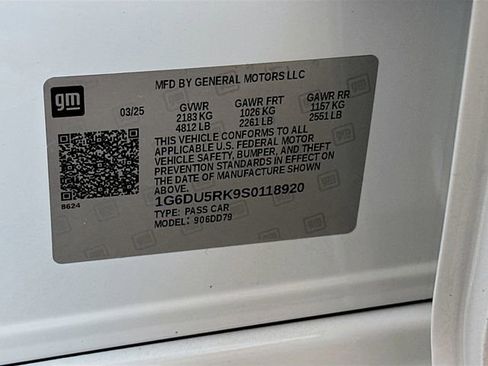 gm
MFD BY GENERAL MOTORS LLC
03/25 GVWR GAWR FRT GAWR RR
2183 KG 1026 KG 1157 KG
4812 LB 2261 LB 2551 LB
THIS VEHICLE CONFORMS TO ALL
APPLICABLE U.S. FEDERAL MOTOR
VEHICLE SAFETY, BUMPER, AND THEFT
PREVENTION STANDARDS IN EFFECT ON
THE DATE OF MANUFACTURE SHOWN
ABOVE.
8624
1G6DU5RK9S0118920
TYPE: PASS CAR
MODEL: 906DD79